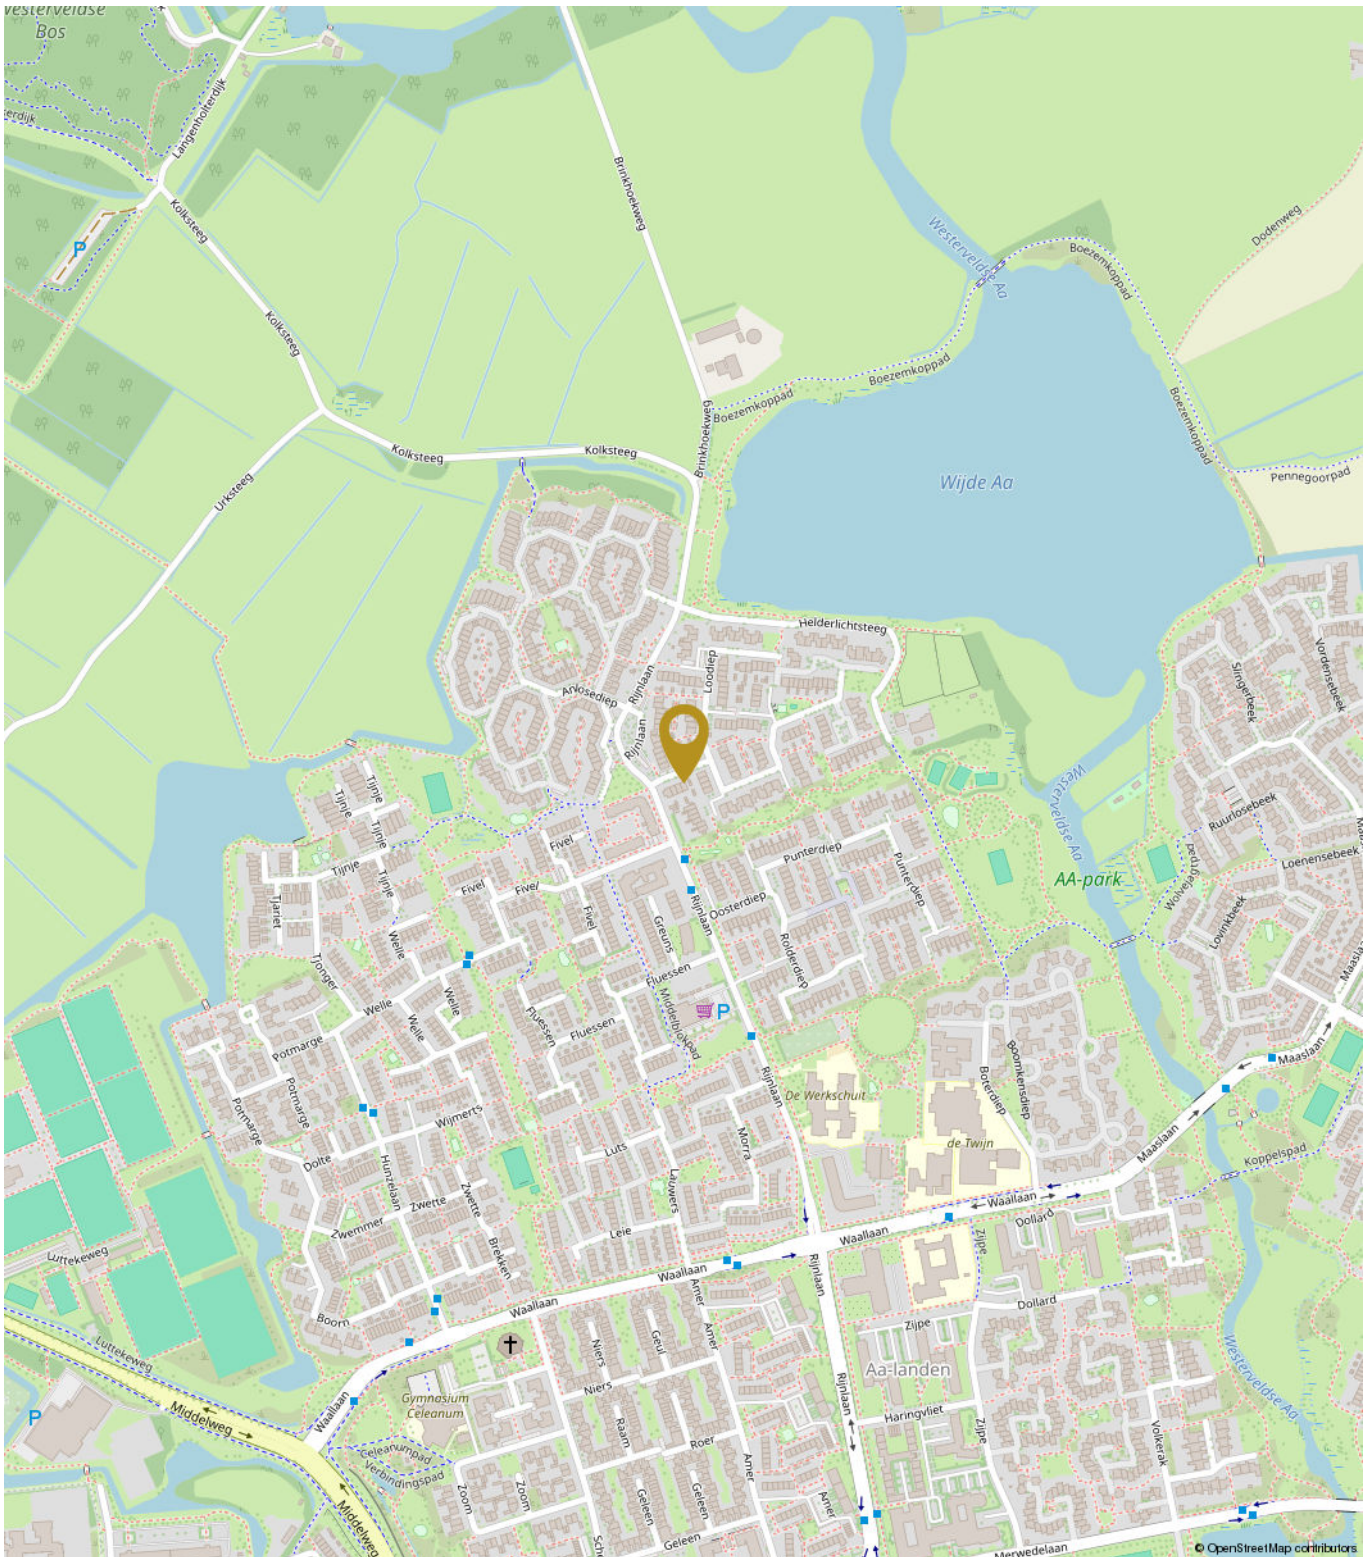 Westerveldse
Bos
Langenholterdijk
terdijk
Kolksteeg
P
Brinkhoekweg
Westerveldse Aa
Boezemkoppad
Dodenweg
Kolksteeg
Boezemkoppad
Boezemkoppad
Boezemkoppad
Brinkhoekweg
Kolksteeg
Kolksteeg
Urksteeg
Wijde Aa
Pennegoorpad
Helderlichtsteeg
Loodiep
Rijnlaan
Anlosediep
Rijnlaan
Slingerbeek
Vordensebeek
Westerveldse Aa
Ruurlosebeek
Loenensebeek
Wolvejagtpad
Lovinkbeek
AA-park
Maaslaan
Tijnje
Tijnje
Tijnje
Tijnje
Tijnje
Tjariet
Tjonger
Fivel
Fivel
Fivel
Fivel
Punterdiep
Punterdiep
Oosterdiep
Rolderdiep
Rijnlaan
Greuns
Fluessen
Fluessen
Fluessen
Middelblokpad
P
Welle
Welle
Welle
Welle
Potmarge
Potmarge
Potmarge
Wijmerts
Dolte
Hunzelaan
Zwette
Zwette
Zwemmer
Brekken
Boorn
Luts
Lauwers
Leie
Morra
Rijnlaan
De Werkschuit
de Twijn
Boterdiep
Boomkensdiep
Maaslaan
Maaslaan
Koppelspad
Waallaan
Waallaan
Waallaan
Waallaan
Waallaan
Dollard
Dollard
Zijpe
Zijpe
Zijpe
Rijnlaan
Rijnlaan
Aa-landen
Haringvliet
Volkerak
Westerveldse Aa
Merwedelaan
Amer
Amer
Amer
Amer
Geul
Niers
Niers
Raam
Roer
Geleen
Geleen
Geleen
Zoom
Zoom
Gymnasium
Celeanum
Celeanumpad
Verbindingspad
Luttekeweg
Luttekeweg
Middelweg
Middelweg
P
© OpenStreetMap contributors